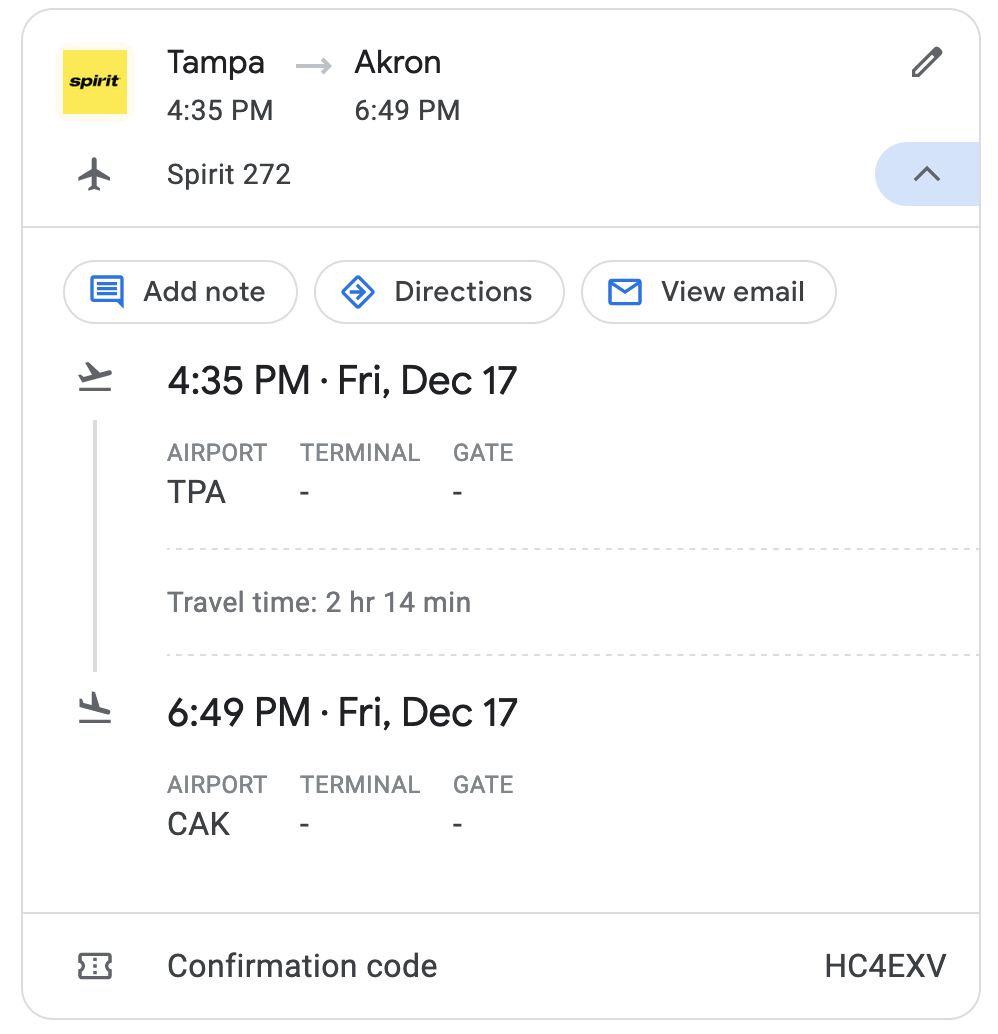 spirit
Tampa → Akron
4:35 PM 6:49 PM
Spirit 272
Add note Directions View email
4:35 PM · Fri, Dec 17
AIRPORT TERMINAL GATE
TPA - -
Travel time: 2 hr 14 min
6:49 PM · Fri, Dec 17
AIRPORT TERMINAL GATE
CAK - -
Confirmation code HC4EXV